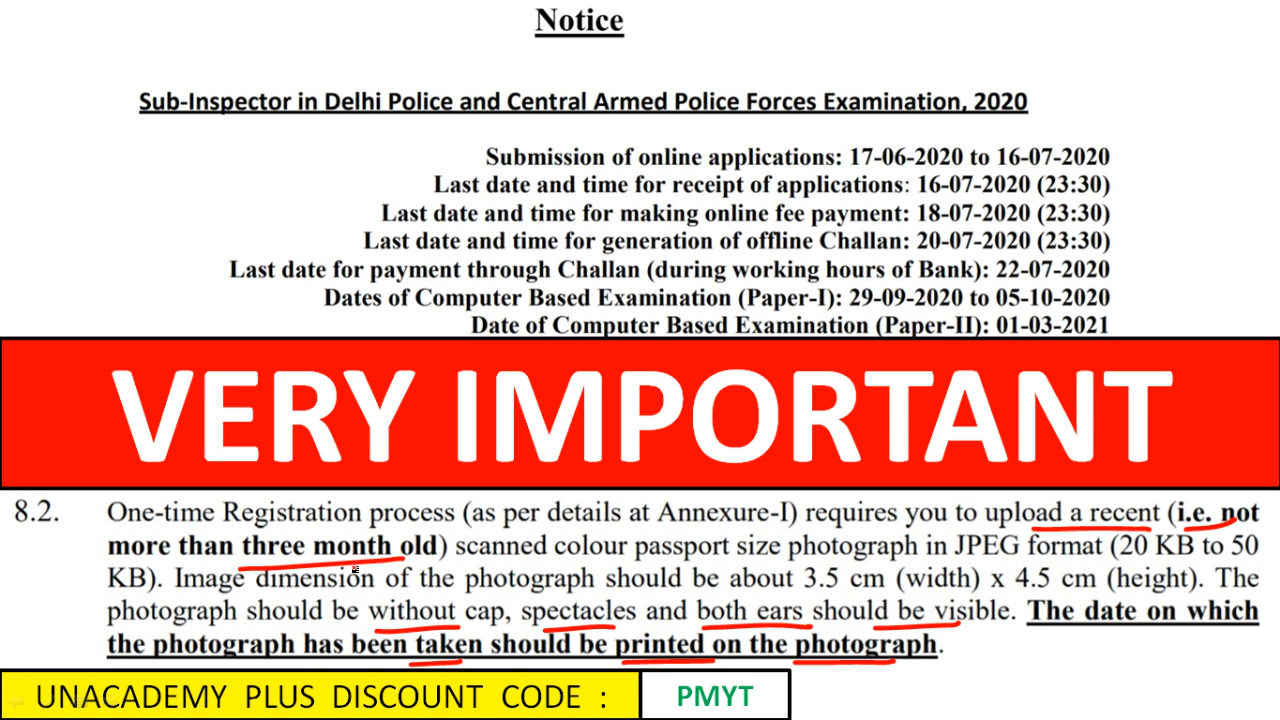 Notice
Sub-Inspector in Delhi Police and Central Armed Police Forces Examination, 2020
Submission of online applications: 17-06-2020 to 16-07-2020
Last date and time for receipt of applications: 16-07-2020 (23:30)
Last date and time for making online fee payment: 18-07-2020 (23:30)
Last date and time for generation of offline Challan: 20-07-2020 (23:30)
Last date for payment through Challan (during working hours of Bank): 22-07-2020
Dates of Computer Based Examination (Paper-I): 29-09-2020 to 05-10-2020
Date of Computer Based Examination (Paper-II): 01-03-2021
VERY IMPORTANT
8.2. One-time Registration process (as per details at Annexure-I) requires you to upload a recent (i.e. not
more than three month old) scanned colour passport size photograph in JPEG format (20 KB to 50
KB). Image dimension of the photograph should be about 3.5 cm (width) x 4.5 cm (height). The
photograph should be without cap, spectacles and both ears should be visible. The date on which
the photograph has been taken should be printed on the photograph.
UNACADEMY PLUS DISCOUNT CODE : PMYT